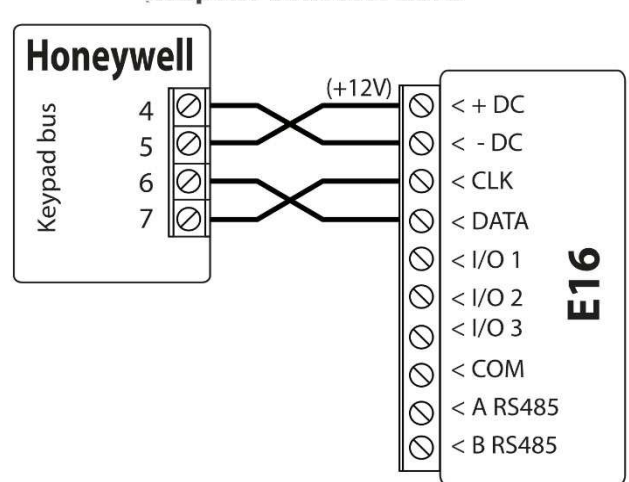 Honeywell
Keypad bus
4
5
6
7
(+12V)
< + DC
< - DC
< CLK
< DATA
< I/O 1
< I/O 2
< I/O 3
< COM
< A RS485
< B RS485
E16